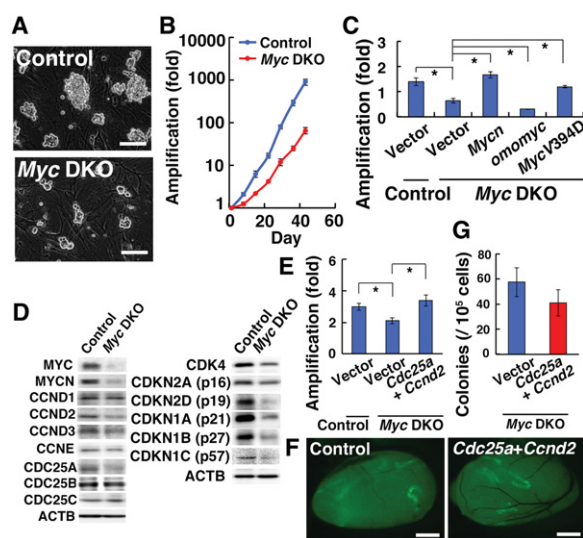 A
Control
Myc DKO
B
Amplification (fold)
10000
1000
100
10
1
0
20
40
60
Day
Control
Myc DKO
C
Amplification (fold)
3
2
1
0
*
*
*
*
Vector
Vector
Mycn
omomyc
MycV394D
Control
Myc DKO
D
Control
Myc DKO
MYC
MYCN
CCND1
CCND2
CCND3
CCNE
CDC25A
CDC25B
CDC25C
ACTB
Control
Myc DKO
CDK4
CDKN2A (p16)
CDKN2D (p19)
CDKN1A (p21)
CDKN1B (p27)
CDKN1C (p57)
ACTB
E
Amplification (fold)
5
4
3
2
1
0
*
*
Vector
Vector
Cdc25a
+ Ccnd2
Control
Myc DKO
G
Colonies (/ 10⁵ cells)
80
60
40
20
0
Vector
Cdc25a
+ Ccnd2
Myc DKO
F
Control
Cdc25a+Ccnd2